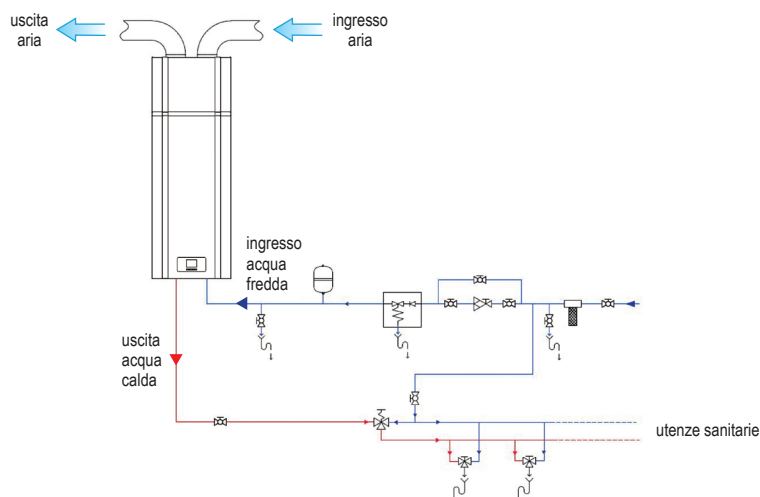 uscita
aria
ingresso
aria
ingresso
acqua
fredda
uscita
acqua
calda
utenze sanitarie